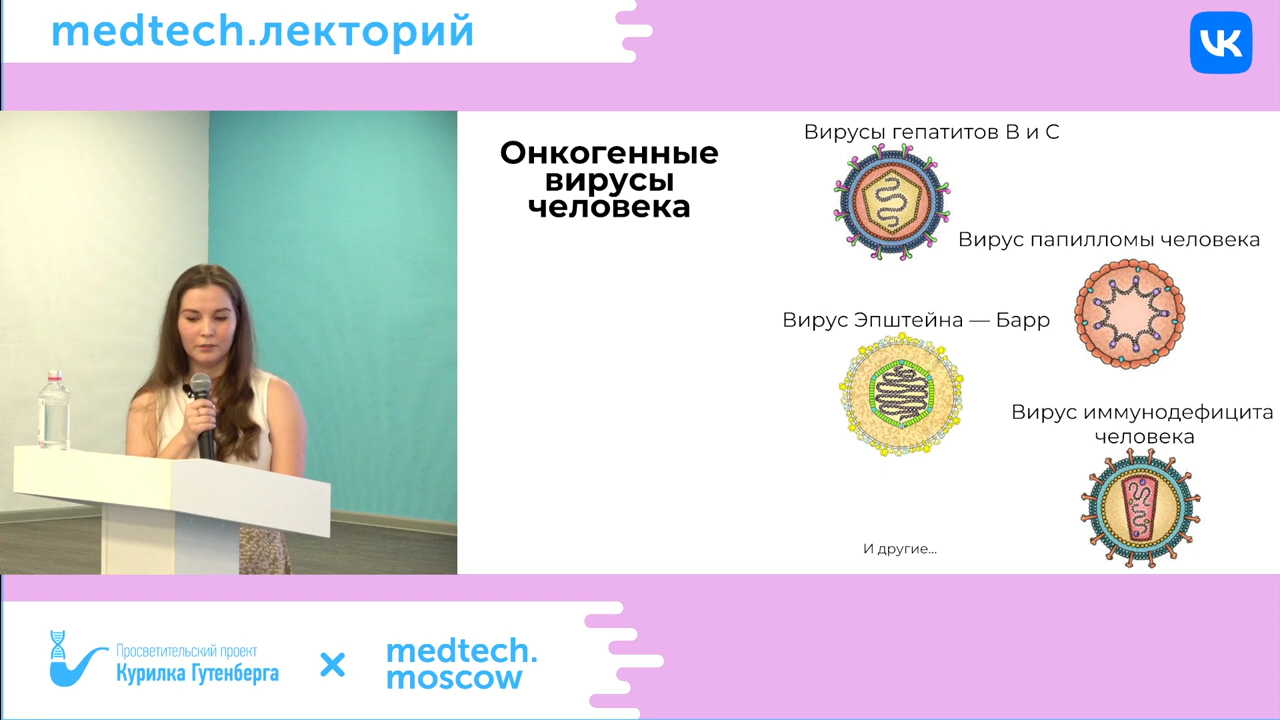 medtech.лекторий
VK
Онкогенные
вирусы
человека
Вирусы гепатитов В и С
Вирус папилломы человека
Вирус Эпштейна — Барр
Вирус иммунодефицита
человека
И другие...
Просветительский проект
Курилка Гутенберга
×
medtech.
moscow